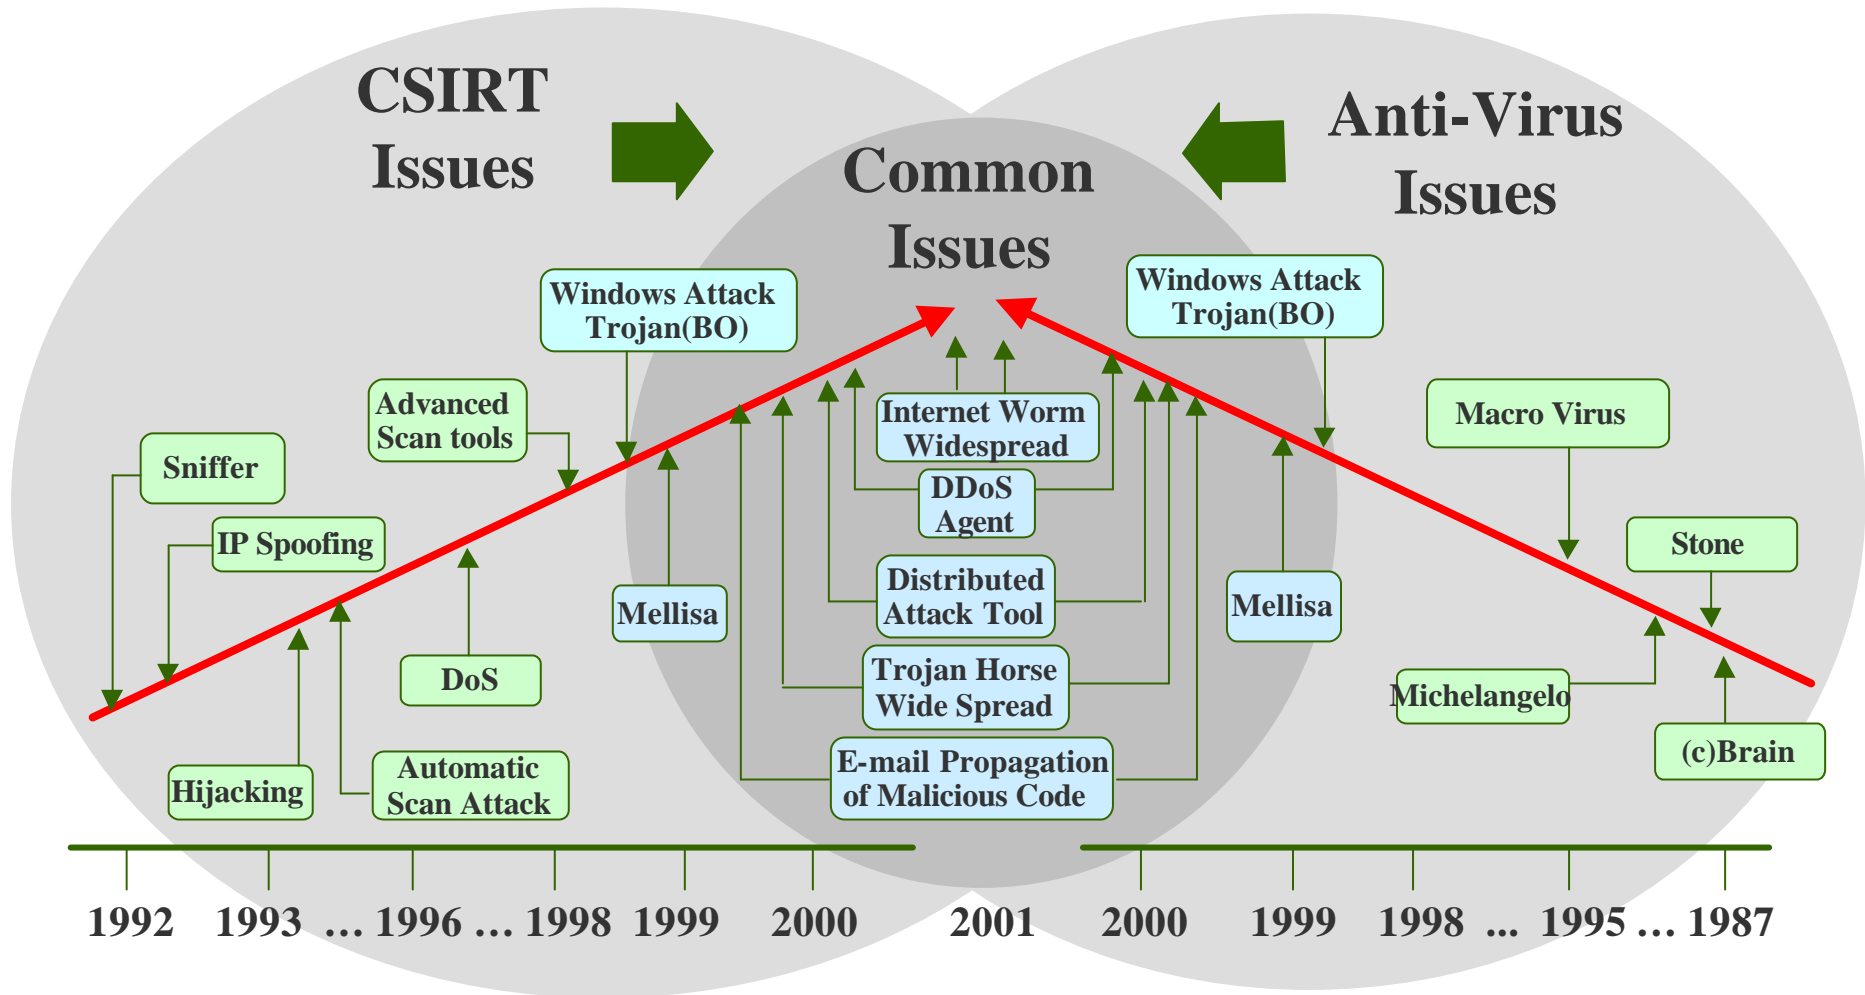 CSIRT
Issues
Anti-Virus
Issues
Common
Issues
Windows Attack
Trojan(BO)
Windows Attack
Trojan(BO)
Advanced
Scan tools
Internet Worm
Widespread
Macro Virus
Sniffer
DDoS
Agent
IP Spoofing
Stone
Distributed
Attack Tool
Mellisa
Mellisa
DoS
Trojan Horse
Wide Spread
Michelangelo
(c)Brain
Hijacking
Automatic
Scan Attack
E-mail Propagation
of Malicious Code
1992 1993 ... 1996 ... 1998 1999 2000 2001 2000 1999 1998 ... 1995 ... 1987